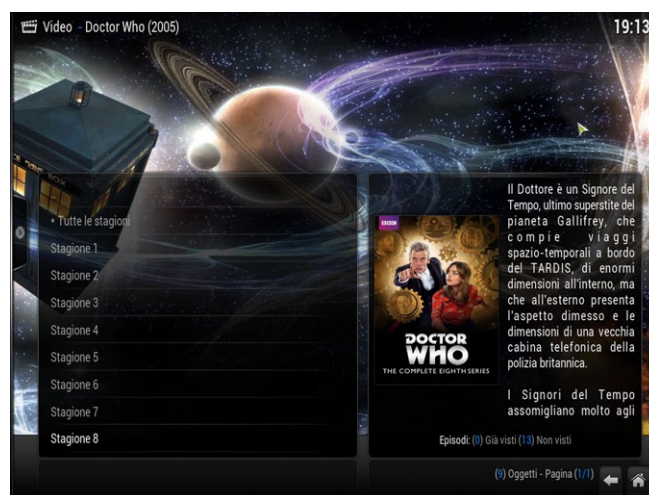 Video - Doctor Who (2005)
19:13
• Tutte le stagioni
Stagione 1
Stagione 2
Stagione 3
Stagione 4
Stagione 5
Stagione 6
Stagione 7
Stagione 8
BBC
DOCTOR
WHO
THE COMPLETE EIGHTH SERIES
Il Dottore è un Signore del
Tempo, ultimo superstite del
pianeta Gallifrey, che
compie viaggi
spazio-temporali a bordo
del TARDIS, di enormi
dimensioni all'interno, ma
che all'esterno presenta
l'aspetto dimesso e le
dimensioni di una vecchia
cabina telefonica della
polizia britannica.
I Signori del Tempo
assomigliano molto agli
Episodi: (0) Già visti (13) Non visti
(9) Oggetti - Pagina (1/1)